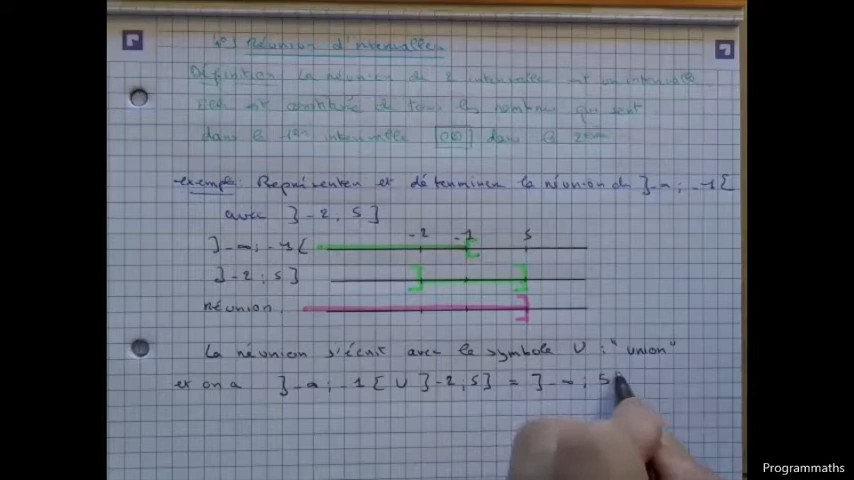 2°) Réunion d'intervalles
Définition La réunion de 2 intervalles est un intervalle
Elle est constitué de tous les nombres qui sont
dans le 1er intervalle OU dans le 2ème
exemple: Représenter et déterminer la réunion de ]-∞; -1[
avec ]-2; 5]
-2 -1 5
]-∞; -1[
]-2; 5]
Réunion
La réunion s'écrit avec le symbole U : "union"
et on a ]-∞; -1[ U ]-2; 5] = ]-∞; 5
Programmaths